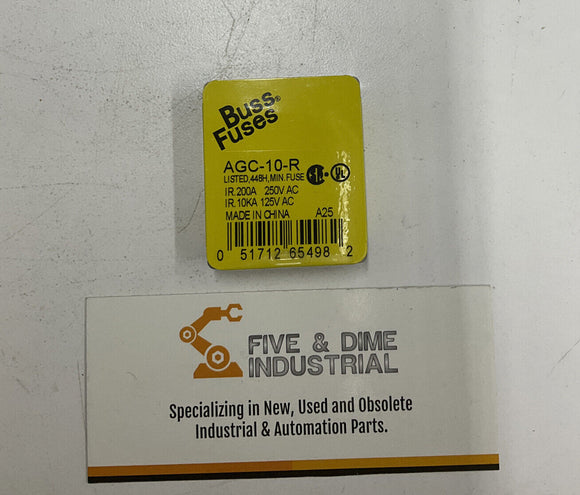 Buss®
Fuses
AGC-10-R
LISTED,448H,MIN.FUSE
IR.200A 250V AC
IR.10KA 125V AC
MADE IN CHINA A25
0 51712 65498 2
FIVE & DIME
INDUSTRIAL
Specializing in New, Used and Obsolete
Industrial & Automation Parts.